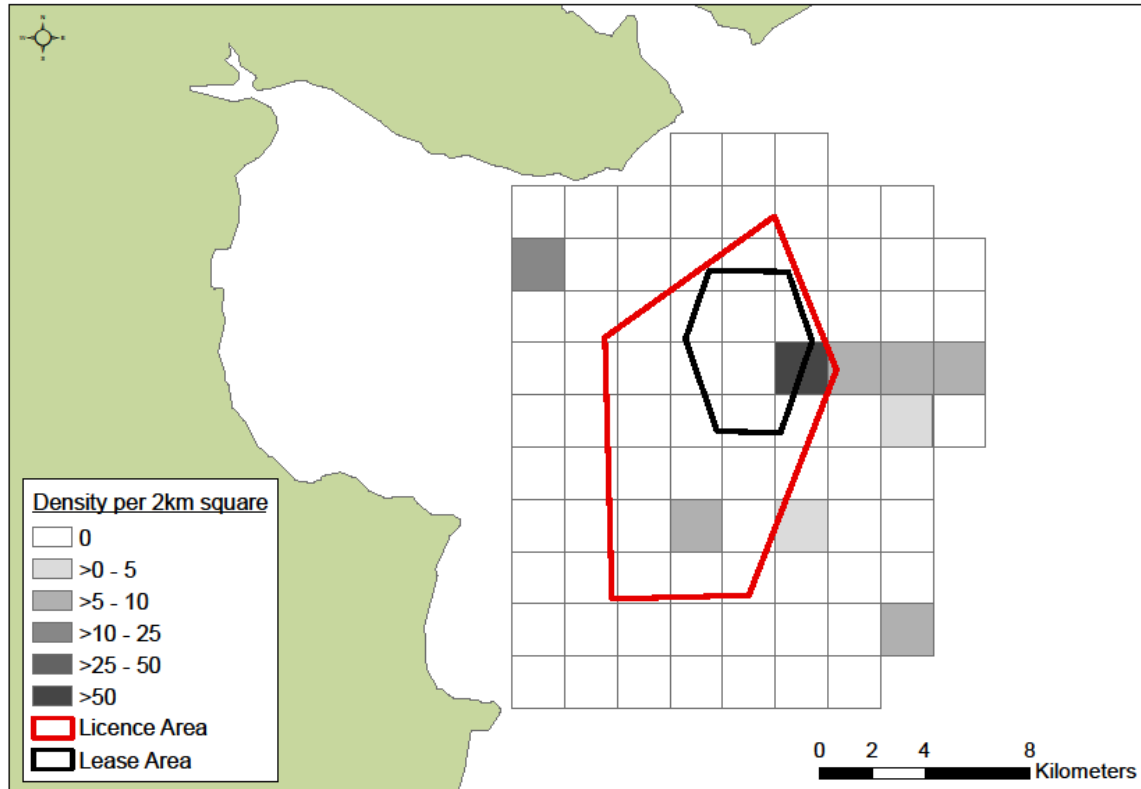 N
W
E
S
Density per 2km square
0
>0 - 5
>5 - 10
>10 - 25
>25 - 50
>50
Licence Area
Lease Area
0 2 4 8
Kilometers